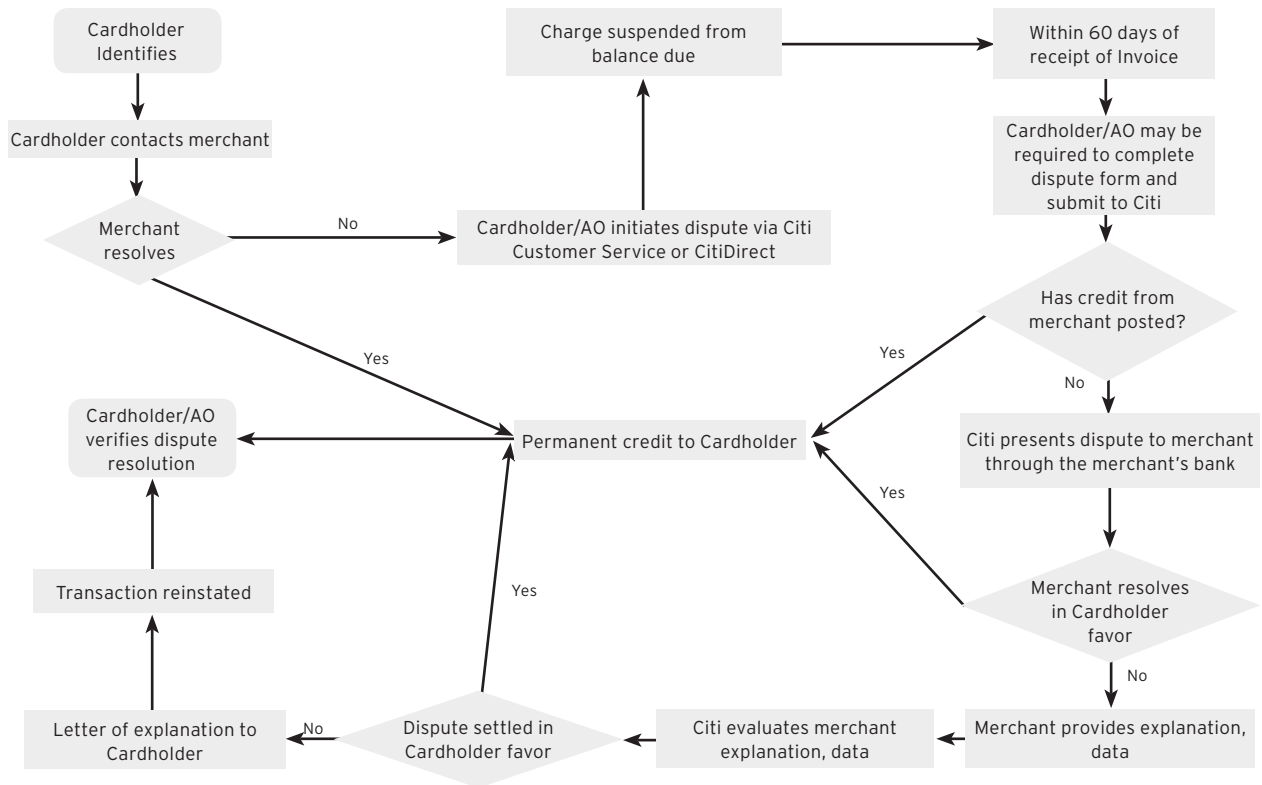 Cardholder
Identifies
Cardholder contacts merchant
Merchant
resolves
No
Yes
Cardholder/AO initiates dispute via Citi
Customer Service or CitiDirect
Charge suspended from
balance due
Within 60 days of
receipt of Invoice
Cardholder/AO may be
required to complete
dispute form and
submit to Citi
Has credit from
merchant posted?
Yes
No
Citi presents dispute to merchant
through the merchant’s bank
Merchant resolves
in Cardholder
favor
Yes
No
Merchant provides explanation,
data
Citi evaluates merchant
explanation, data
Dispute settled in
Cardholder favor
Yes
No
Letter of explanation to
Cardholder
Transaction reinstated
Permanent credit to Cardholder
Cardholder/AO
verifies dispute
resolution